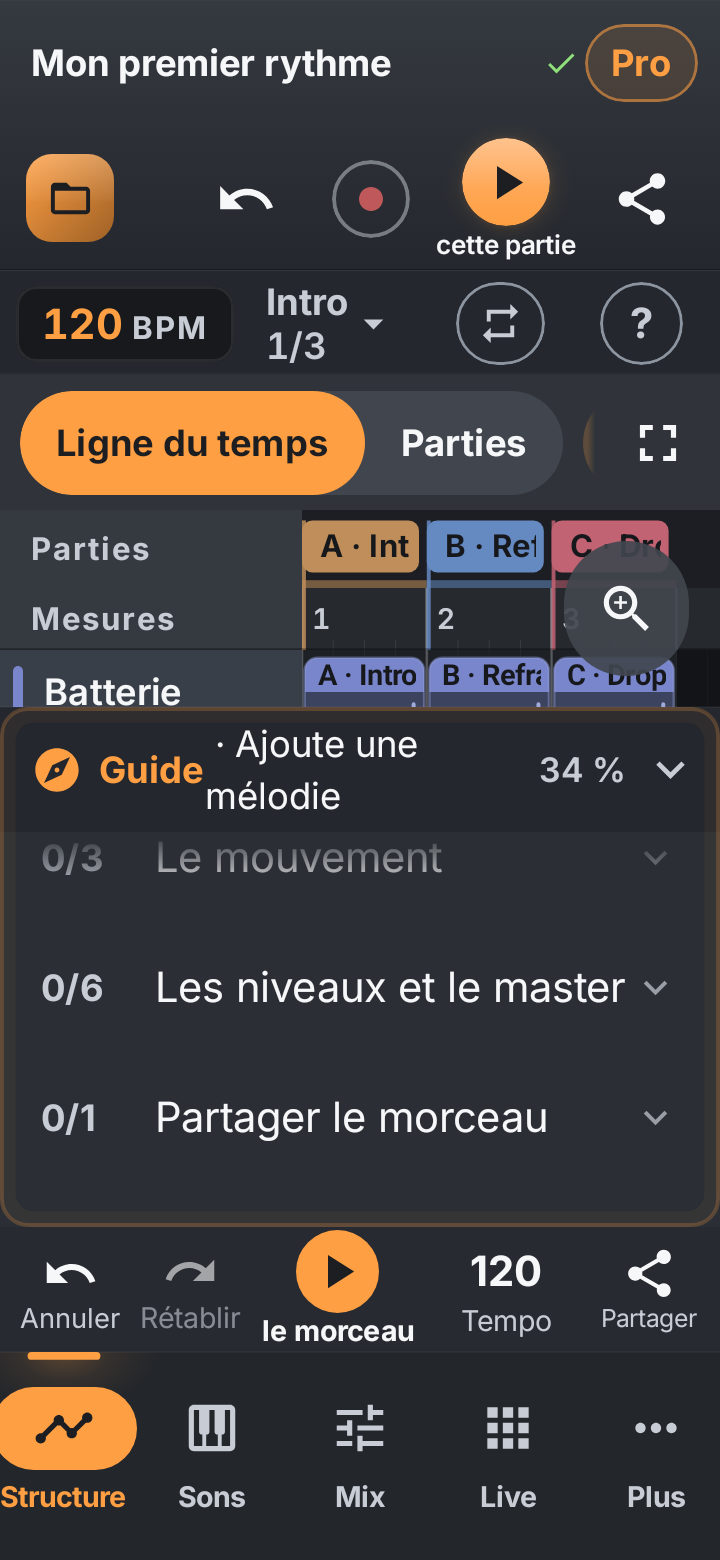 Mon premier rythme
Pro
cette partie
120 BPM
Intro
1/3
?
Ligne du temps
Parties
Parties
A · Int
B · Ref
C · Dro
Mesures
1
2
3
Batterie
A · Intro
B · Refra
C · Drop
Guide · Ajoute une
mélodie
34 %
0/3 Le mouvement
0/6 Les niveaux et le master
0/1 Partager le morceau
Annuler
Rétablir
le morceau
120
Tempo
Partager
Structure
Sons
Mix
Live
Plus